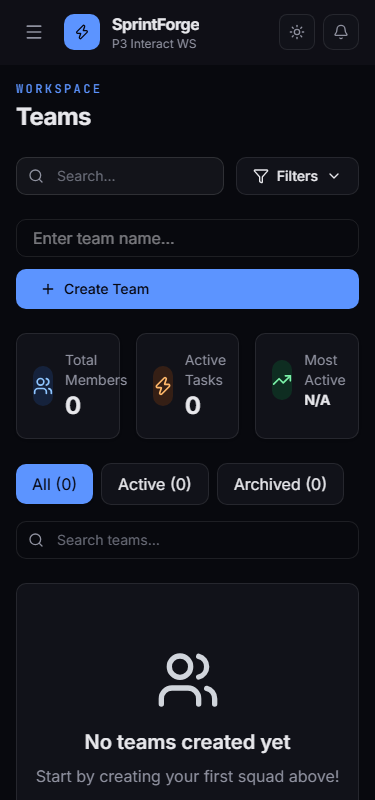 SprintForge
P3 Interact WS
WORKSPACE
Teams
Search...
Filters
Enter team name...
Create Team
Total
Members
0
Active
Tasks
0
Most
Active
N/A
All (0)
Active (0)
Archived (0)
Search teams...
No teams created yet
Start by creating your first squad above!